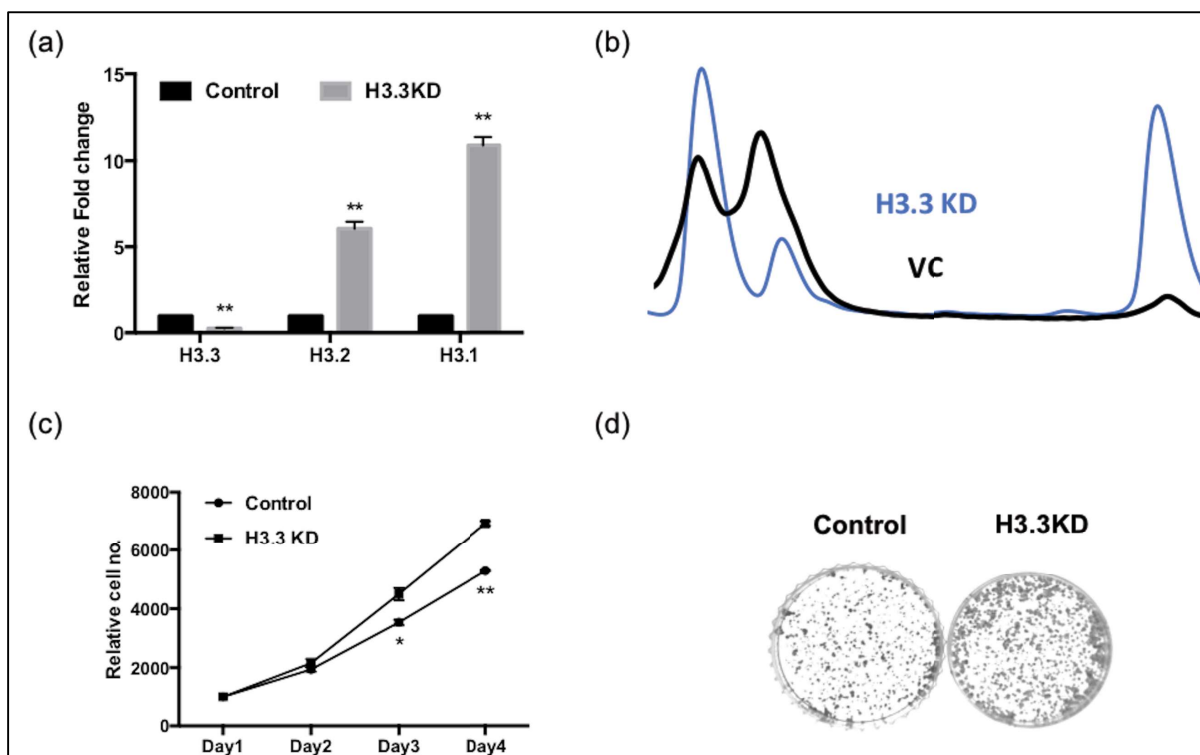 (a)
Control
H3.3KD
Relative Fold change
15
10
5
0
**
**
**
H3.3
H3.2
H3.1
(b)
H3.3 KD
VC
(c)
Control
H3.3 KD
Relative cell no.
8000
6000
4000
2000
0
*
**
Day1
Day2
Day3
Day4
(d)
Control
H3.3KD